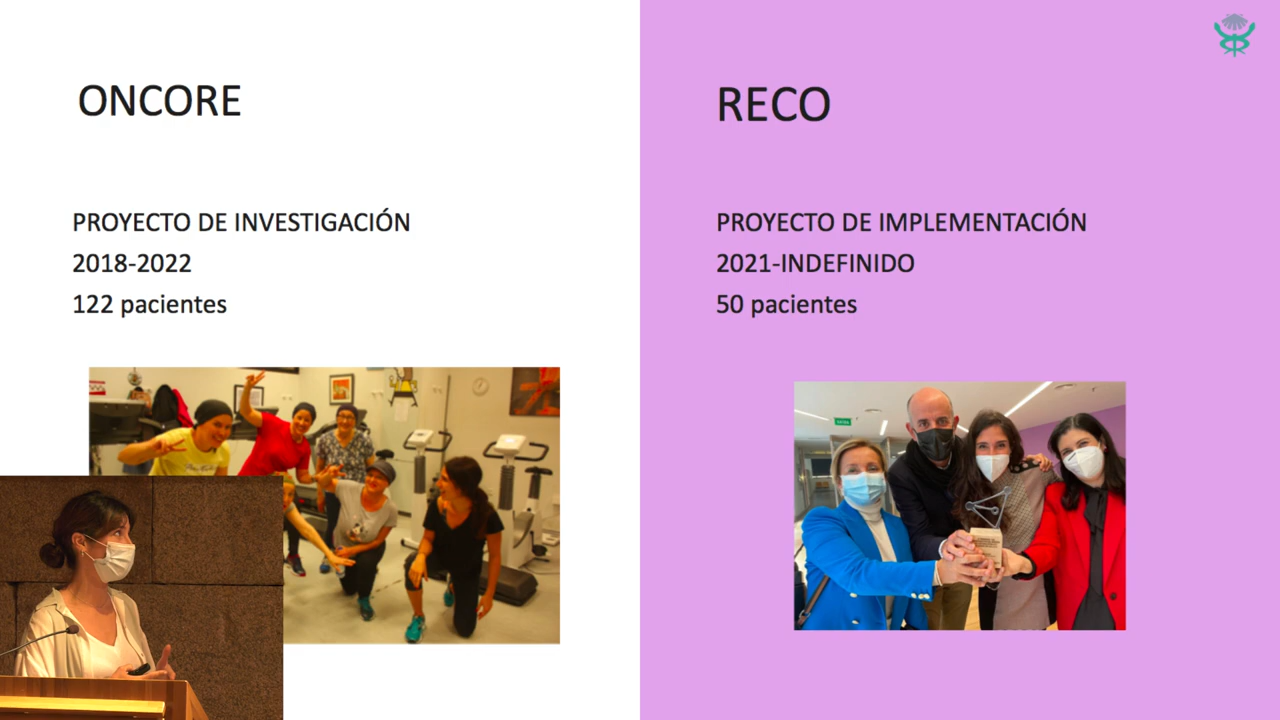 ONCORE
PROYECTO DE INVESTIGACIÓN
2018-2022
122 pacientes
RECO
PROYECTO DE IMPLEMENTACIÓN
2021-INDEFINIDO
50 pacientes